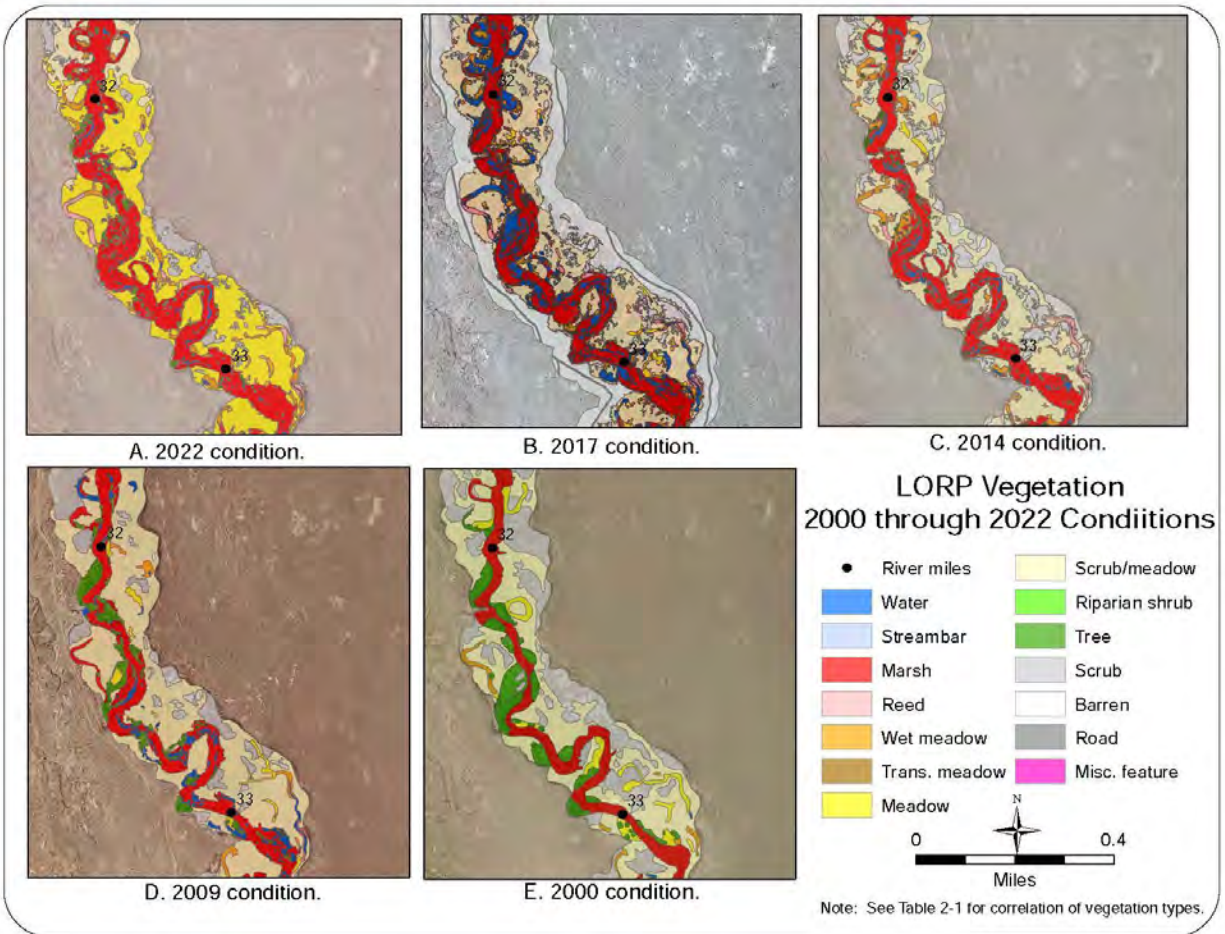 32
33
A. 2022 condition.
32
33
B. 2017 condition.
32
33
C. 2014 condition.
32
33
D. 2009 condition.
32
33
E. 2000 condition.
LORP Vegetation
2000 through 2022 Condiitions
River miles
Water
Streambar
Marsh
Reed
Wet meadow
Trans. meadow
Meadow
Scrub/meadow
Riparian shrub
Tree
Scrub
Barren
Road
Misc. feature
N
0 0.4
Miles
Note: See Table 2-1 for correlation of vegetation types.